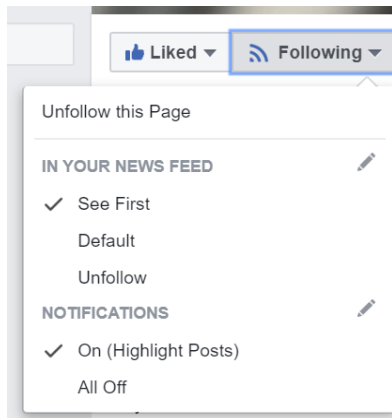 Liked Following
Unfollow this Page
IN YOUR NEWS FEED
See First
Default
Unfollow
NOTIFICATIONS
On (Highlight Posts)
All Off